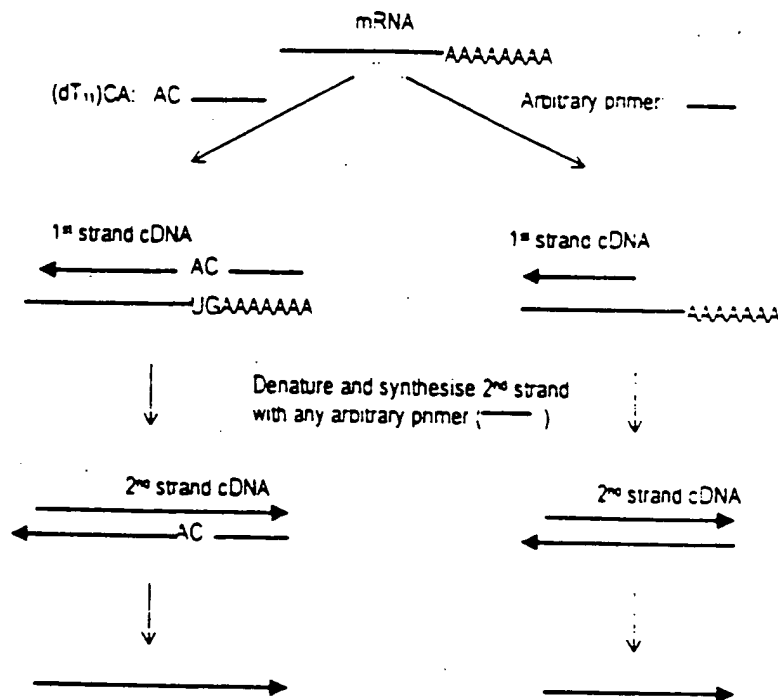 mRNA
AAAAAAAA
(dT₁₁)CA: AC
Arbitrary primer:
1st strand cDNA
1st strand cDNA
AC
UGAAAAAAA
AAAAAAA
Denature and synthesise 2nd strand
with any arbitrary primer ( )
2nd strand cDNA
2nd strand cDNA
AC